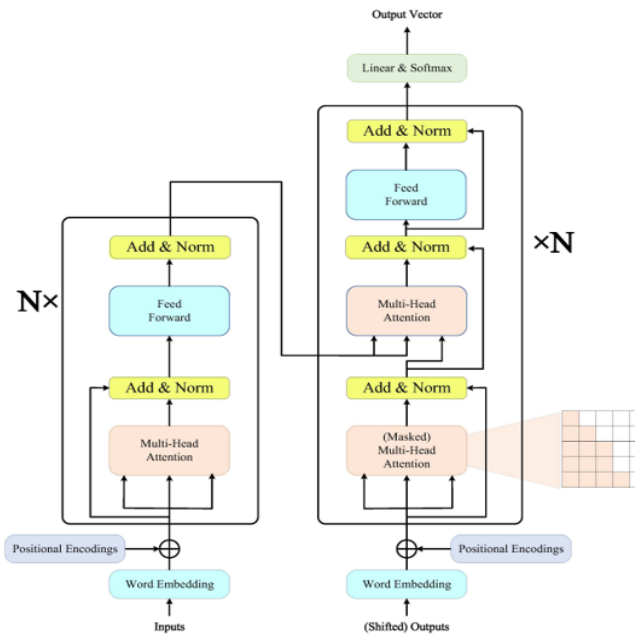 Output Vector
Linear & Softmax
Add & Norm
Feed
Forward
Add & Norm
Multi-Head
Attention
Add & Norm
(Masked)
Multi-Head
Attention
×N
Positional Encodings
Word Embedding
(Shifted) Outputs
Add & Norm
Feed
Forward
N×
Add & Norm
Multi-Head
Attention
Positional Encodings
Word Embedding
Inputs